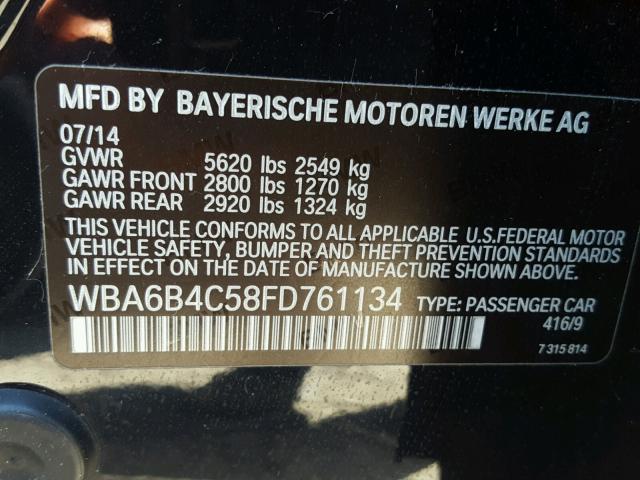 MFD BY BAYERISCHE MOTOREN WERKE AG
07/14
GVWR 5620 lbs 2549 kg
GAWR FRONT 2800 lbs 1270 kg
GAWR REAR 2920 lbs 1324 kg
THIS VEHICLE CONFORMS TO ALL APPLICABLE U.S.FEDERAL MOTOR
VEHICLE SAFETY, BUMPER AND THEFT PREVENTION STANDARDS
IN EFFECT ON THE DATE OF MANUFACTURE SHOWN ABOVE.
WBA6B4C58FD761134 TYPE: PASSENGER CAR
416/9
7 315 814